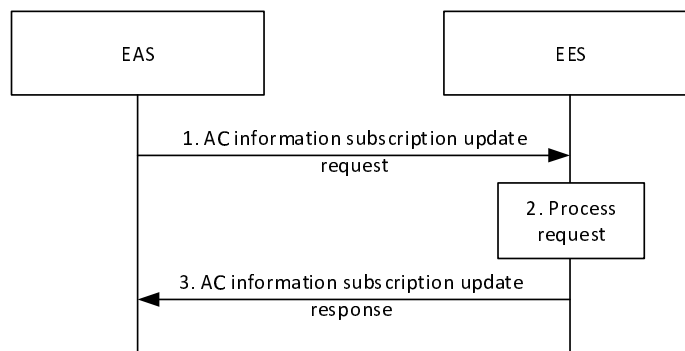 EAS
EES
1. AC information subscription update
request
2. Process
request
3. AC information subscription update
response